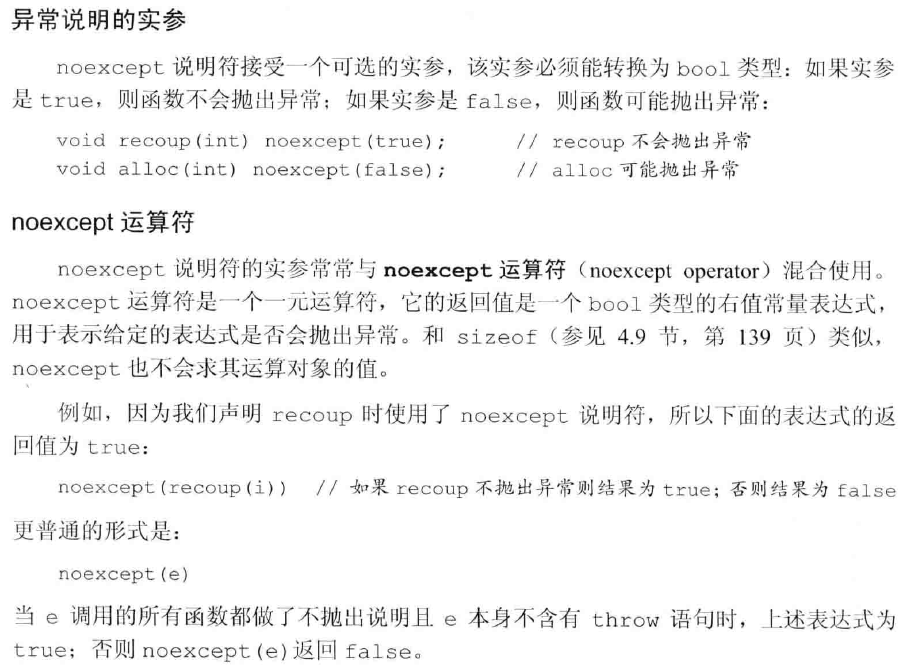 异常说明的实参
noexcept 说明符接受一个可选的实参，该实参必须能转换为 bool 类型：如果实参
是 true，则函数不会抛出异常；如果实参是 false，则函数可能抛出异常：
void recoup(int) noexcept(true); // recoup 不会抛出异常
void alloc(int) noexcept(false); // alloc 可能抛出异常
noexcept 运算符
noexcept 说明符的实参常常与 noexcept 运算符（noexcept operator）混合使用。
noexcept 运算符是一个一元运算符，它的返回值是一个 bool 类型的右值常量表达式，
用于表示给定的表达式是否会抛出异常。和 sizeof（参见 4.9 节，第 139 页）类似，
noexcept 也不会求其运算对象的值。
例如，因为我们声明 recoup 时使用了 noexcept 说明符，所以下面的表达式的返
回值为 true：
noexcept(recoup(i)) // 如果 recoup 不抛出异常则结果为 true；否则结果为 false
更普通的形式是：
noexcept(e)
当 e 调用的所有函数都做了不抛出说明且 e 本身不含有 throw 语句时，上述表达式为
true；否则 noexcept(e)返回 false。